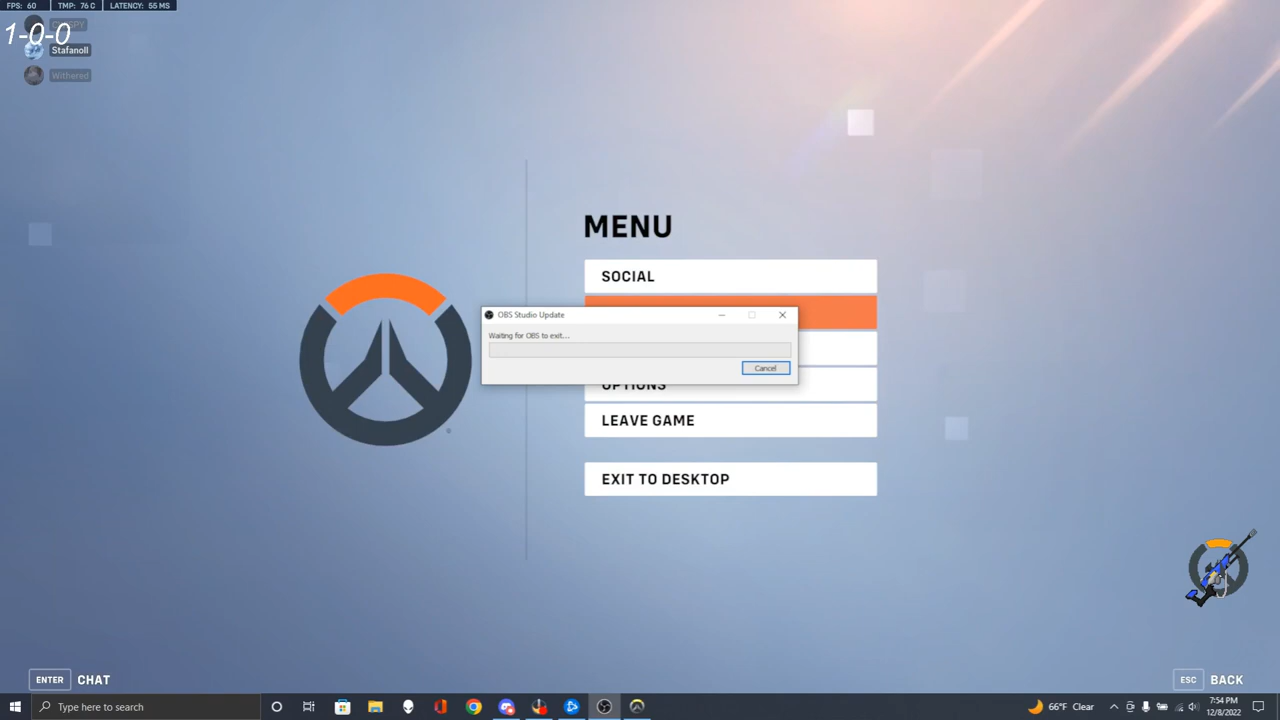 FPS: 60 TMP: 76 C LATENCY: 55 MS
1-0-0
Stafanoll
Withered
MENU
SOCIAL
OBS Studio Update
Waiting for OBS to exit...
Cancel
OPTIONS
LEAVE GAME
EXIT TO DESKTOP
ENTER CHAT
ESC BACK
Type here to search
66°F Clear
7:54 PM
12/8/2022